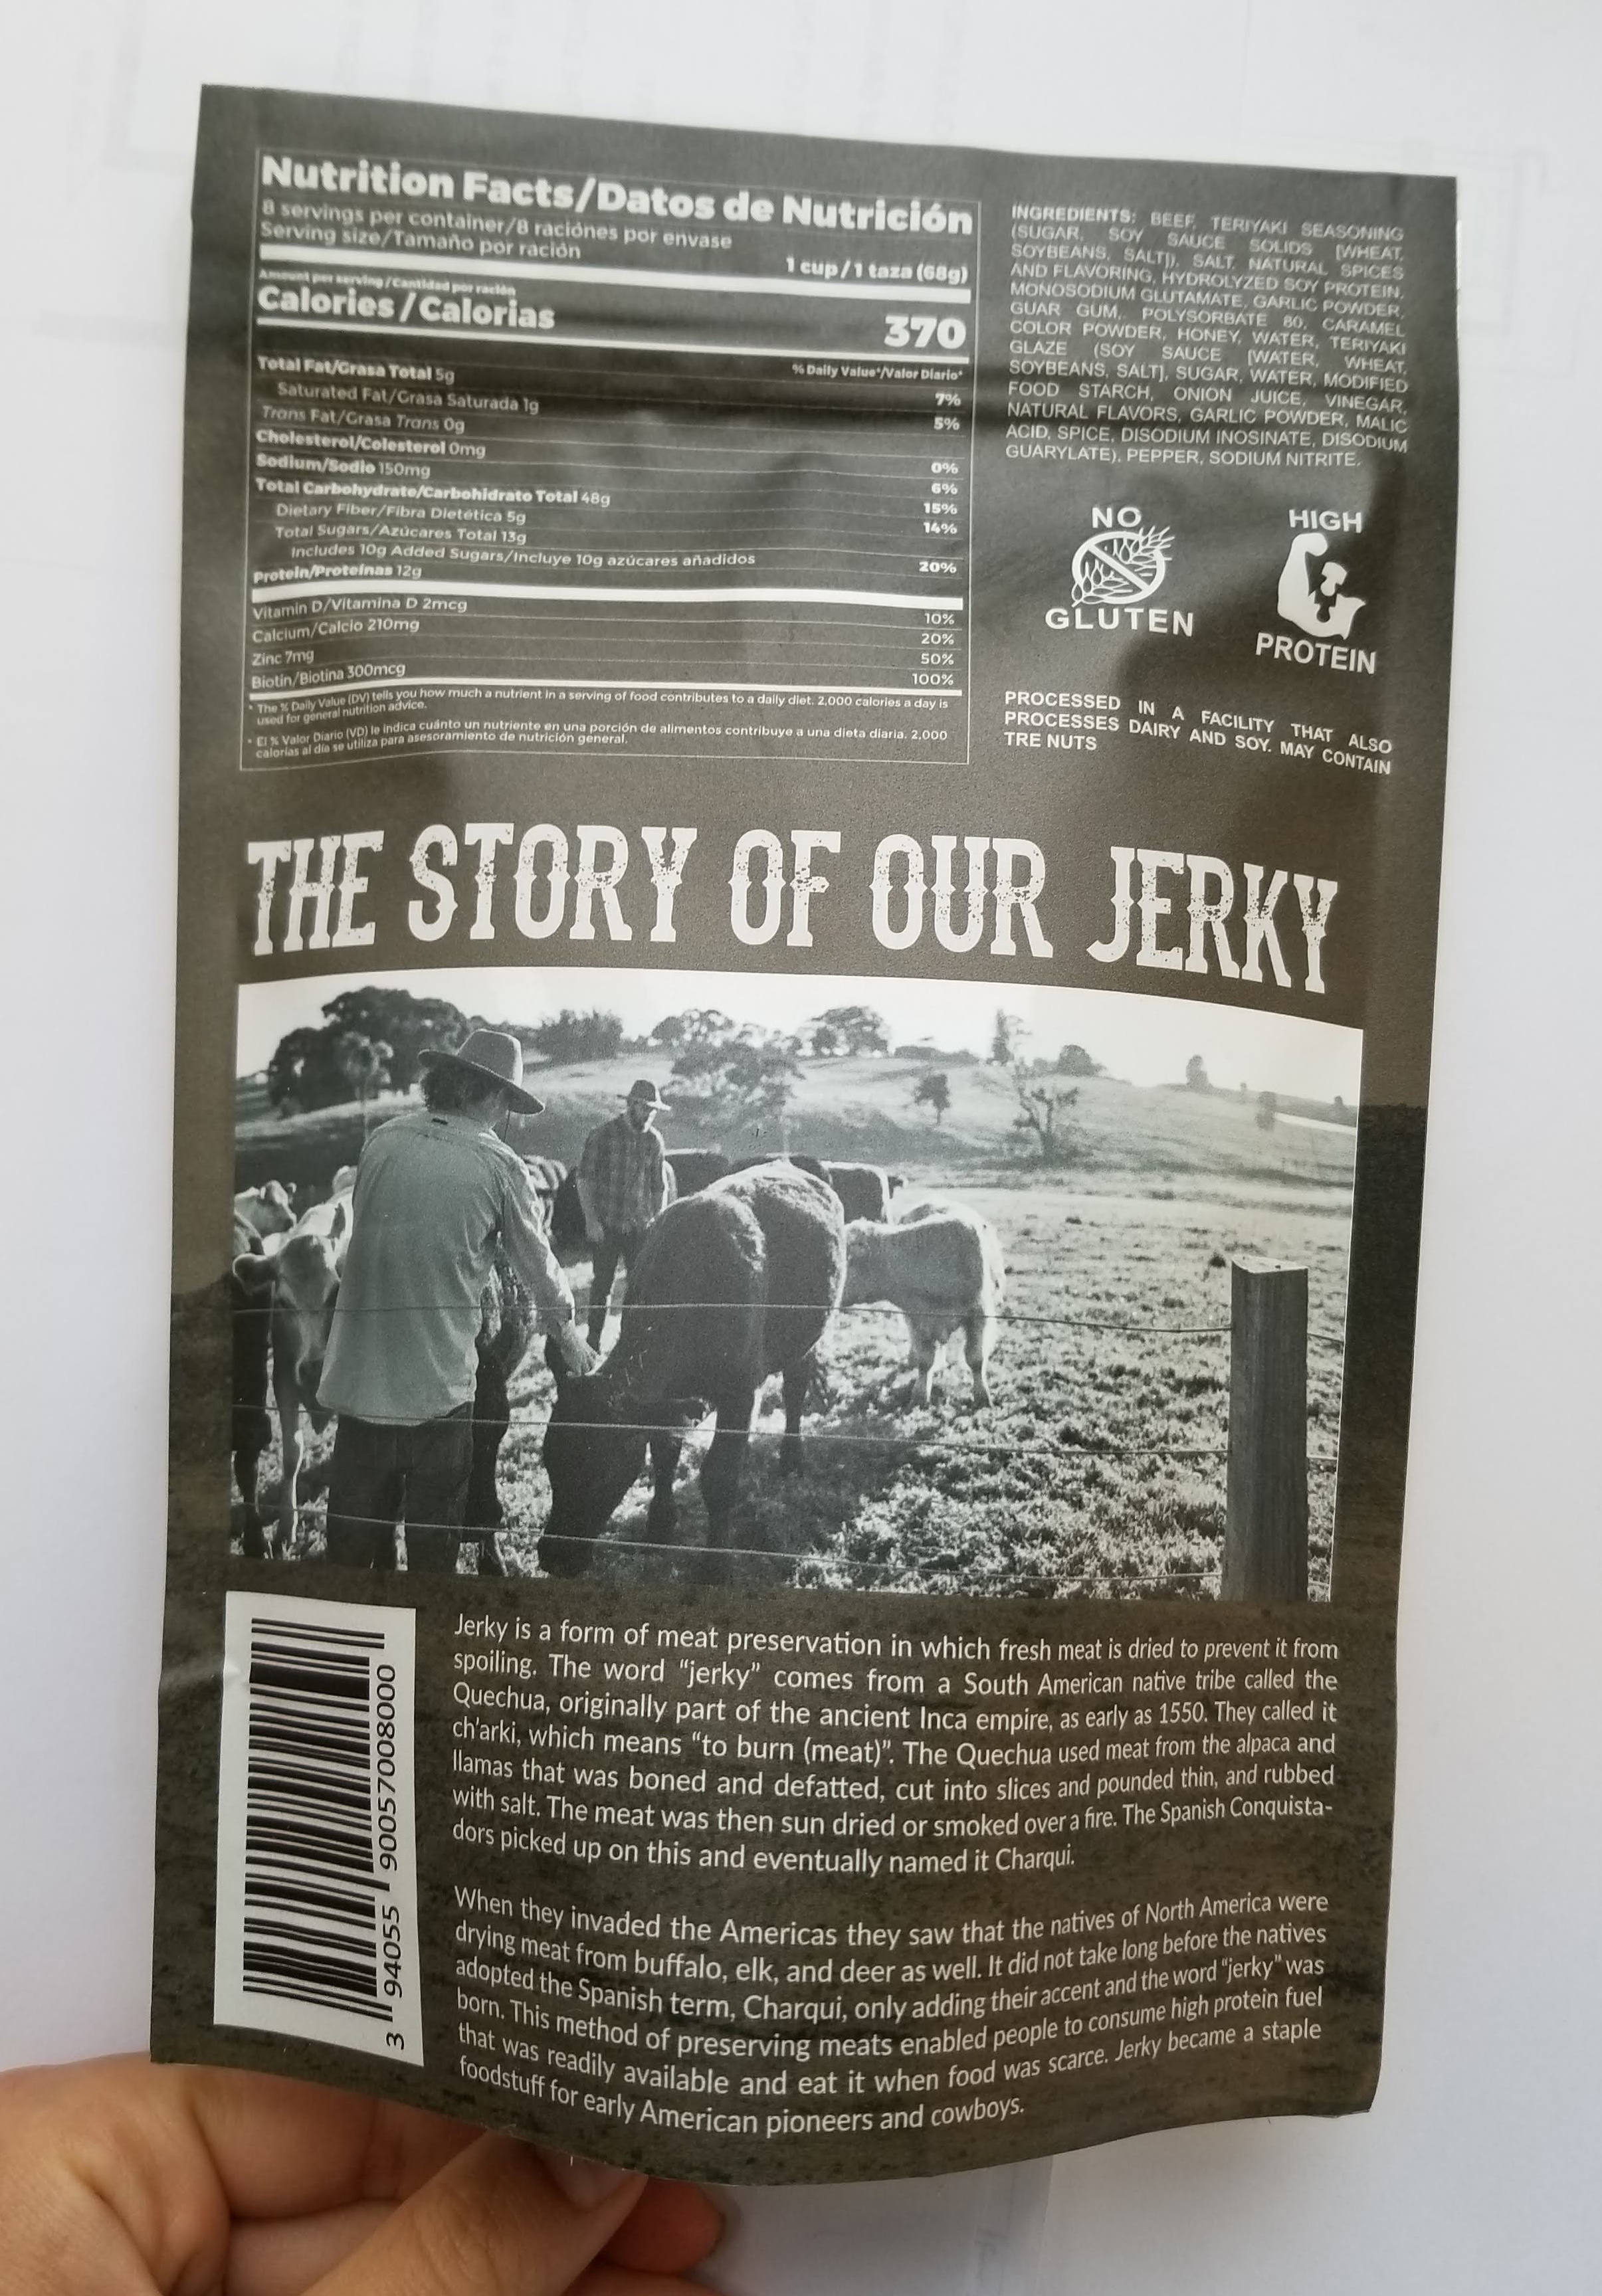 Nutrition Facts/Datos de Nutrición
8 servings per container/8 raciónes por envase
Serving size/Tamaño por ración
1 cup/1 taza (68g)
Amount per serving/Cantidad por ración
Calories/Calorias 370
% Daily Value*/Valor Diario*
Total Fat/Grasa Total 5g 7%
Saturated Fat/Grasa Saturada 1g 5%
Trans Fat/Grasa Trans 0g
Cholesterol/Colesterol 0mg 0%
Sodium/Sodio 150mg 6%
Total Carbohydrate/Carbohidrato Total 48g 15%
Dietary Fiber/Fibra Dietética 5g 14%
Total Sugars/Azúcares Total 13g
Includes 10g Added Sugars/Incluye 10g azúcares añadidos 20%
Protein/Proteínas 12g
Vitamin D/Vitamina D 2mcg 10%
Calcium/Calcio 210mg 20%
Zinc 7mg 50%
Biotin/Biotina 300mcg 100%
* The % Daily Value (DV) tells you how much a nutrient in a serving of food contributes to a daily diet. 2,000 calories a day is
used for general nutrition advice.
* El % Valor Diario (VD) le indica cuánto un nutriente en una porción de alimentos contribuye a una dieta diaria. 2,000
calorías al día se utiliza para asesoramiento de nutrición general.
INGREDIENTS: BEEF, TERIYAKI SEASONING
(SUGAR, SOY SAUCE SOLIDS [WHEAT,
SOYBEANS, SALT]), SALT, NATURAL SPICES
AND FLAVORING, HYDROLYZED SOY PROTEIN,
MONOSODIUM GLUTAMATE, GARLIC POWDER,
GUAR GUM, POLYSORBATE 80, CARAMEL
COLOR POWDER, HONEY, WATER, TERIYAKI
GLAZE (SOY SAUCE [WATER, WHEAT,
SOYBEANS, SALT], SUGAR, WATER, MODIFIED
FOOD STARCH, ONION JUICE, VINEGAR,
NATURAL FLAVORS, GARLIC POWDER, MALIC
ACID, SPICE, DISODIUM INOSINATE, DISODIUM
GUARYLATE), PEPPER, SODIUM NITRITE.
NO
GLUTEN
HIGH
PROTEIN
PROCESSED IN A FACILITY THAT ALSO
PROCESSES DAIRY AND SOY. MAY CONTAIN
TRE NUTS
THE STORY OF OUR JERKY
Jerky is a form of meat preservation in which fresh meat is dried to prevent it from
spoiling. The word “jerky” comes from a South American native tribe called the
Quechua, originally part of the ancient Inca empire, as early as 1550. They called it
ch'arki, which means “to burn (meat)”. The Quechua used meat from the alpaca and
llamas that was boned and defatted, cut into slices and pounded thin, and rubbed
with salt. The meat was then sun dried or smoked over a fire. The Spanish Conquista-
dors picked up on this and eventually named it Charqui.
When they invaded the Americas they saw that the natives of North America were
drying meat from buffalo, elk, and deer as well. It did not take long before the natives
adopted the Spanish term, Charqui, only adding their accent and the word “jerky” was
born. This method of preserving meats enabled people to consume high protein fuel
that was readily available and eat it when food was scarce. Jerky became a staple
foodstuff for early American pioneers and cowboys.
3 94055 9005700 8000